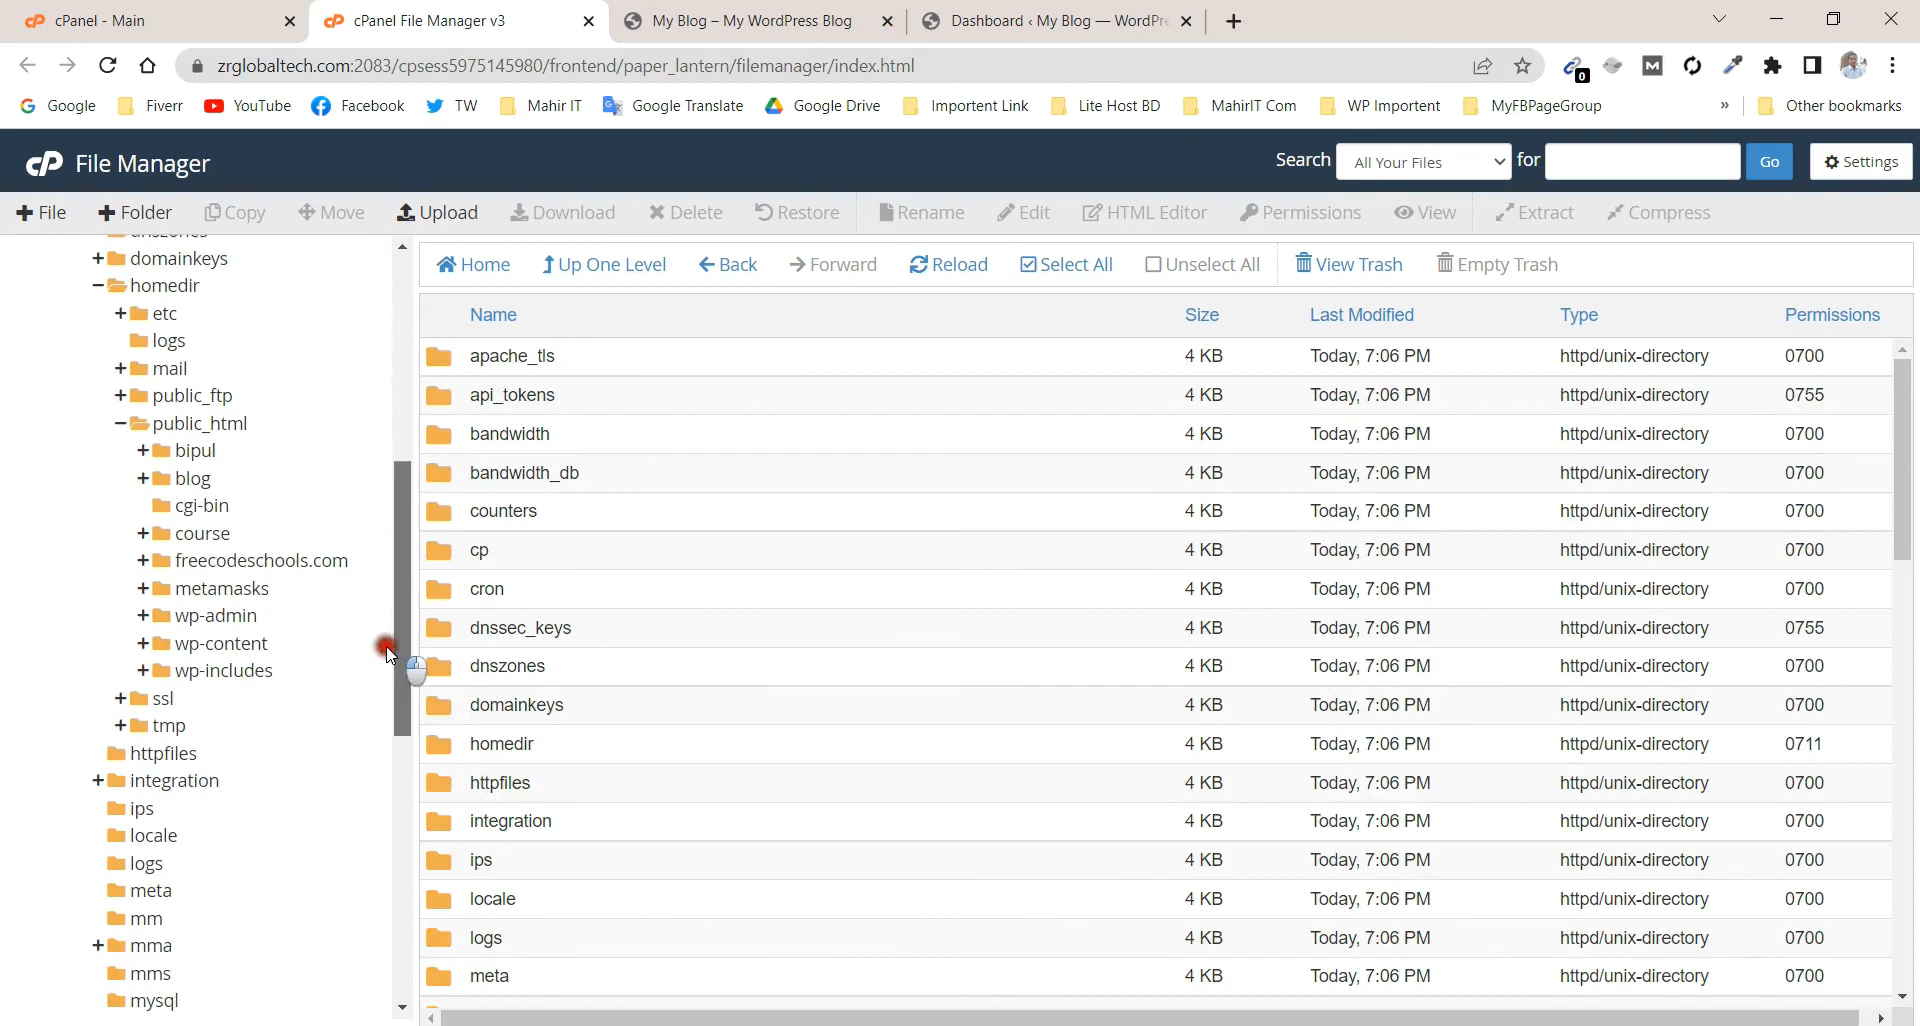 cPanel - Main
cPanel File Manager v3
My Blog – My WordPress Blog
Dashboard ‹ My Blog — WordPre
zrglobaltech.com:2083/cpsess5975145980/frontend/paper_lantern/filemanager/index.html
0
M
Google
Fiverr
YouTube
Facebook
TW
Mahir IT
Google Translate
Google Drive
Importent Link
Lite Host BD
MahirIT Com
WP Importent
MyFBPageGroup
»
Other bookmarks
cP File Manager
Search
All Your Files
for
Go
Settings
File
Folder
Copy
Move
Upload
Download
Delete
Restore
Rename
Edit
HTML Editor
Permissions
View
Extract
Compress
dnszones
domainkeys
homedir
etc
logs
mail
public_ftp
public_html
bipul
blog
cgi-bin
course
freecodeschools.com
metamasks
wp-admin
wp-content
wp-includes
ssl
tmp
httpfiles
integration
ips
locale
logs
meta
mm
mma
mms
mysql
Home
Up One Level
Back
Forward
Reload
Select All
Unselect All
View Trash
Empty Trash
Name Size Last Modified Type Permissions
apache_tls 4 KB Today, 7:06 PM httpd/unix-directory 0700
api_tokens 4 KB Today, 7:06 PM httpd/unix-directory 0755
bandwidth 4 KB Today, 7:06 PM httpd/unix-directory 0700
bandwidth_db 4 KB Today, 7:06 PM httpd/unix-directory 0700
counters 4 KB Today, 7:06 PM httpd/unix-directory 0700
cp 4 KB Today, 7:06 PM httpd/unix-directory 0700
cron 4 KB Today, 7:06 PM httpd/unix-directory 0700
dnssec_keys 4 KB Today, 7:06 PM httpd/unix-directory 0755
dnszones 4 KB Today, 7:06 PM httpd/unix-directory 0700
domainkeys 4 KB Today, 7:06 PM httpd/unix-directory 0700
homedir 4 KB Today, 7:06 PM httpd/unix-directory 0711
httpfiles 4 KB Today, 7:06 PM httpd/unix-directory 0700
integration 4 KB Today, 7:06 PM httpd/unix-directory 0700
ips 4 KB Today, 7:06 PM httpd/unix-directory 0700
locale 4 KB Today, 7:06 PM httpd/unix-directory 0700
logs 4 KB Today, 7:06 PM httpd/unix-directory 0700
meta 4 KB Today, 7:06 PM httpd/unix-directory 0700